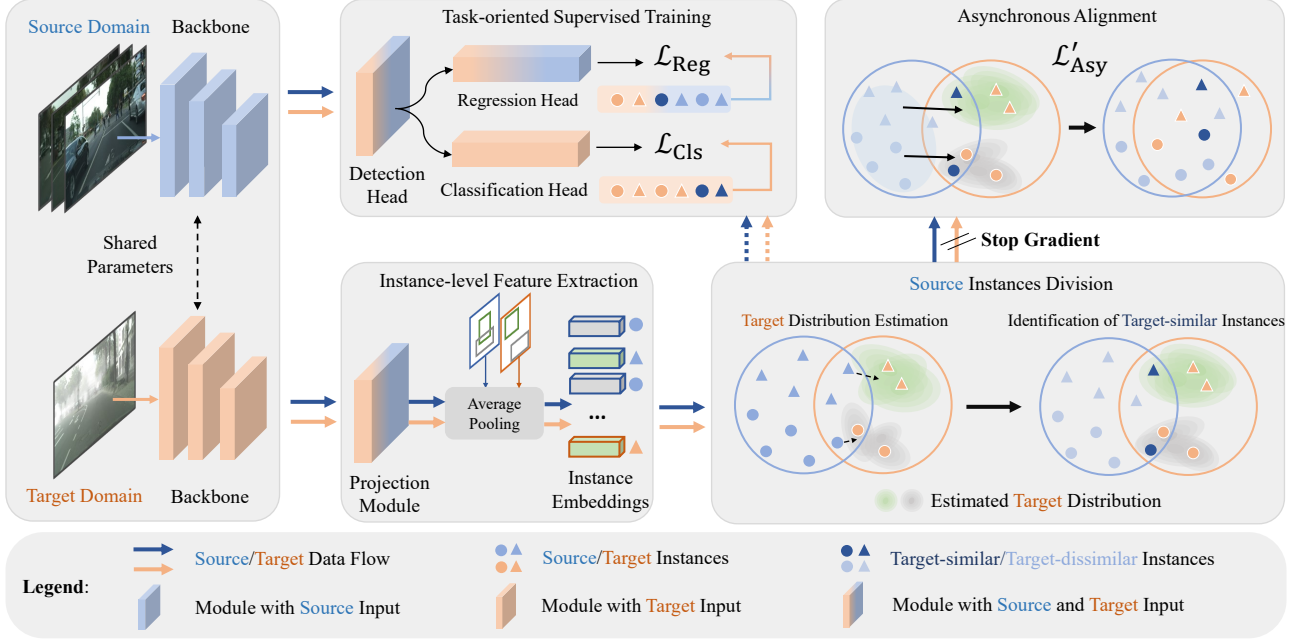 Source Domain
Backbone
Shared
Parameters
Target Domain
Backbone
Task-oriented Supervised Training
Detection
Head
Regression Head
ℒ_Reg
Classification Head
ℒ_Cls
Asynchronous Alignment
ℒ′_Asy
Stop Gradient
Instance-level Feature Extraction
Projection
Module
Average
Pooling
...
Instance
Embeddings
Source Instances Division
Target Distribution Estimation
Identification of Target-similar Instances
Estimated Target Distribution
Legend:
Source/Target Data Flow
Source/Target Instances
Target-similar/Target-dissimilar Instances
Module with Source Input
Module with Target Input
Module with Source and Target Input